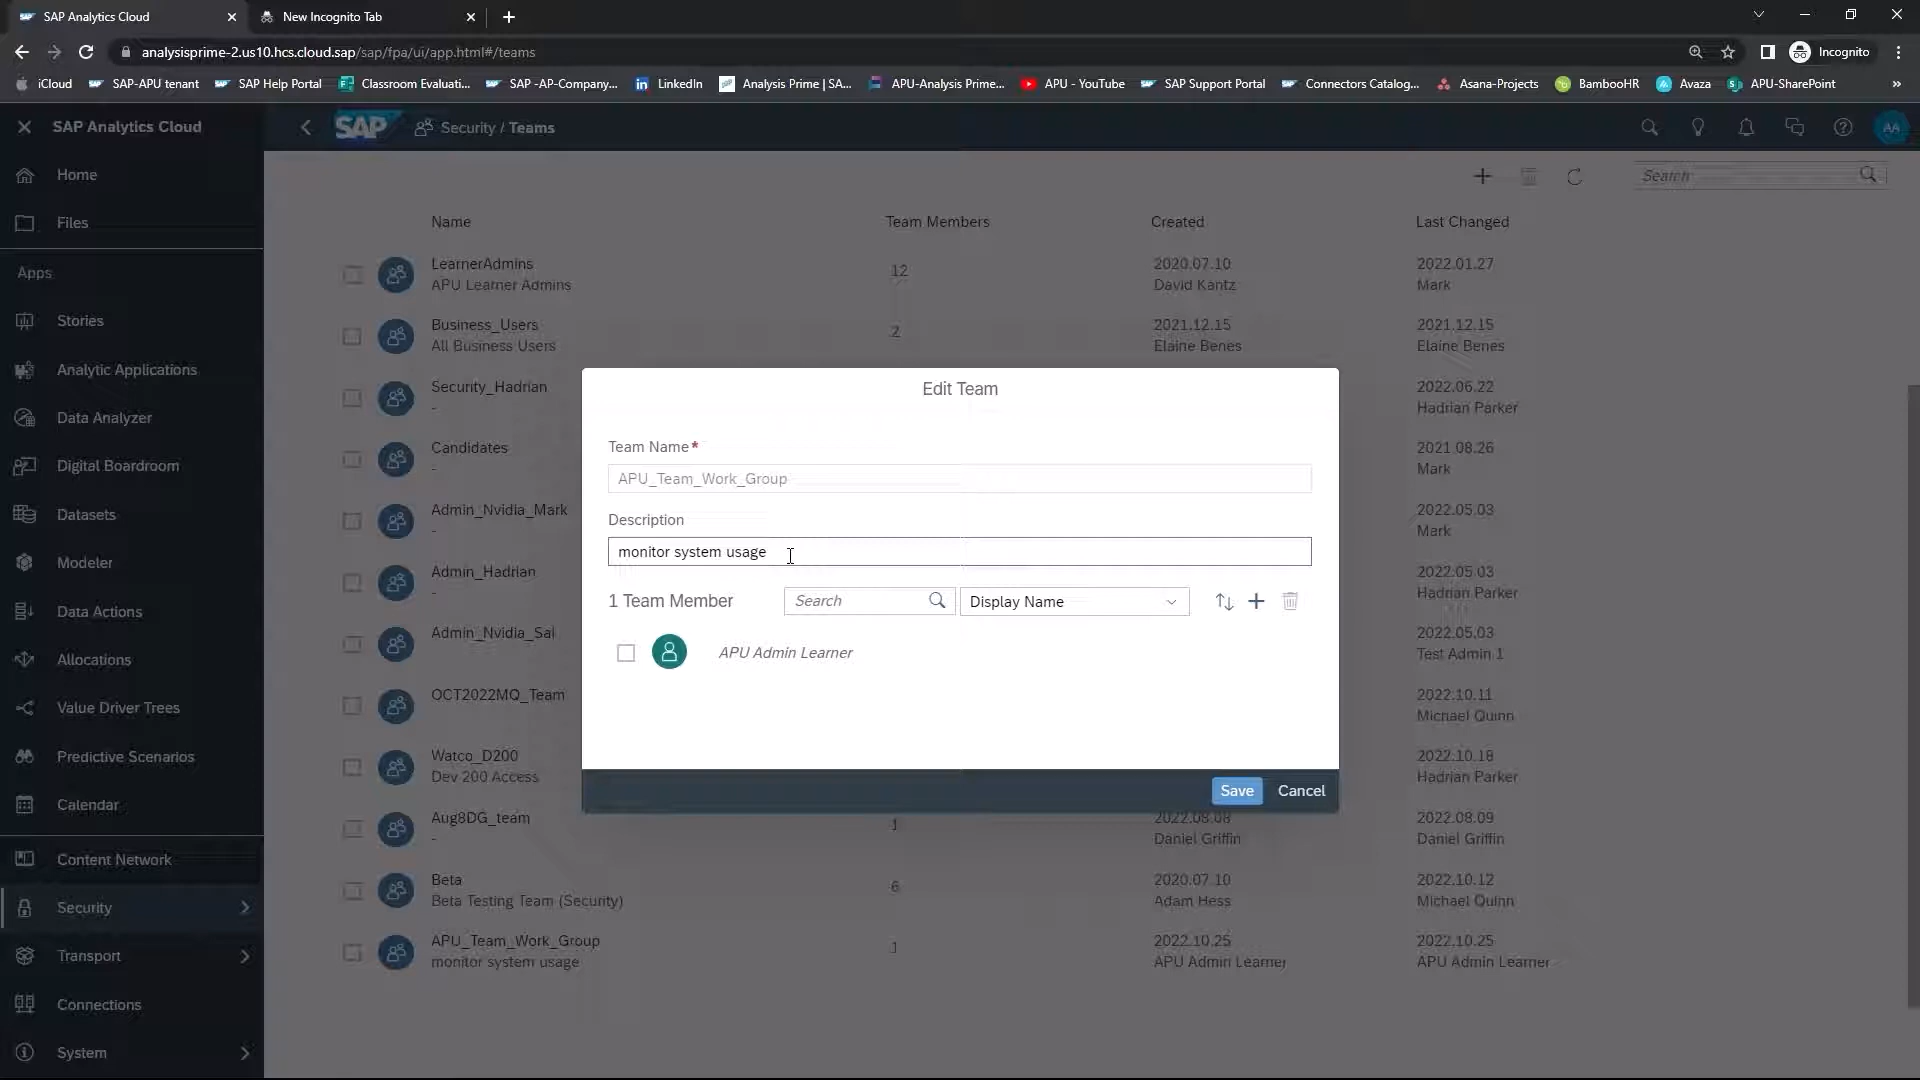 SAP Analytics Cloud
New Incognito Tab
analysisprime-2.us10.hcs.cloud.sap/sap/fpa/ui/app.html#/teams
Incognito
iCloud
SAP-APU tenant
SAP Help Portal
Classroom Evaluati...
SAP -AP-Company...
LinkedIn
Analysis Prime | SA...
APU-Analysis Prime...
APU - YouTube
SAP Support Portal
Connectors Catalog...
Asana-Projects
BambooHR
Avaza
APU-SharePoint
SAP Analytics Cloud
SAP
Security / Teams
AA
Home
Files
Apps
Stories
Analytic Applications
Data Analyzer
Digital Boardroom
Datasets
Modeler
Data Actions
Allocations
Value Driver Trees
Predictive Scenarios
Calendar
Content Network
Security
Transport
Connections
System
Search
Name Team Members Created Last Changed
LearnerAdmins 12 2020.07.10 2022.01.27
APU Learner Admins David Kantz Mark
Business_Users 2 2021.12.15 2021.12.15
All Business Users Elaine Benes Elaine Benes
Security_Hadrian 2022.06.22
- Hadrian Parker
Candidates 2021.08.26
- Mark
Admin_Nvidia_Mark 2022.05.03
- Mark
Admin_Hadrian 2022.05.03
- Hadrian Parker
Admin_Nvidia_Sai 2022.05.03
- Test Admin 1
OCT2022MQ_Team 2022.10.11
- Michael Quinn
Watco_D200 2022.10.18
Dev 200 Access Hadrian Parker
Aug8DG_team 1 2022.08.08 2022.08.09
- Daniel Griffin Daniel Griffin
Beta 6 2020.07.10 2022.10.12
Beta Testing Team (Security) Adam Hess Michael Quinn
APU_Team_Work_Group 1 2022.10.25 2022.10.25
monitor system usage APU Admin Learner APU Admin Learner
Edit Team
Team Name*
APU_Team_Work_Group
Description
monitor system usage
1 Team Member
Search
Display Name
APU Admin Learner
Save
Cancel